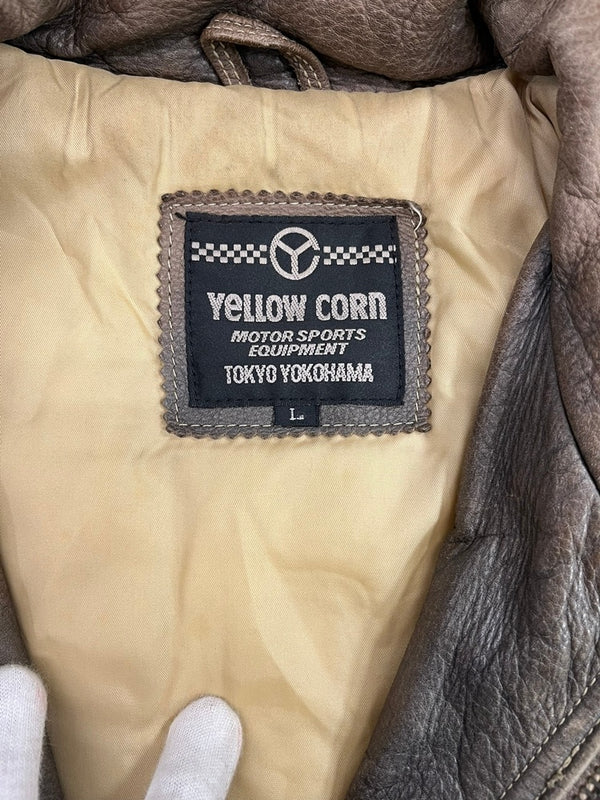 YeLLOW CORn
MOTOR SPORTS
EQUIPMENT
TOKYO YOKOHAMA
L